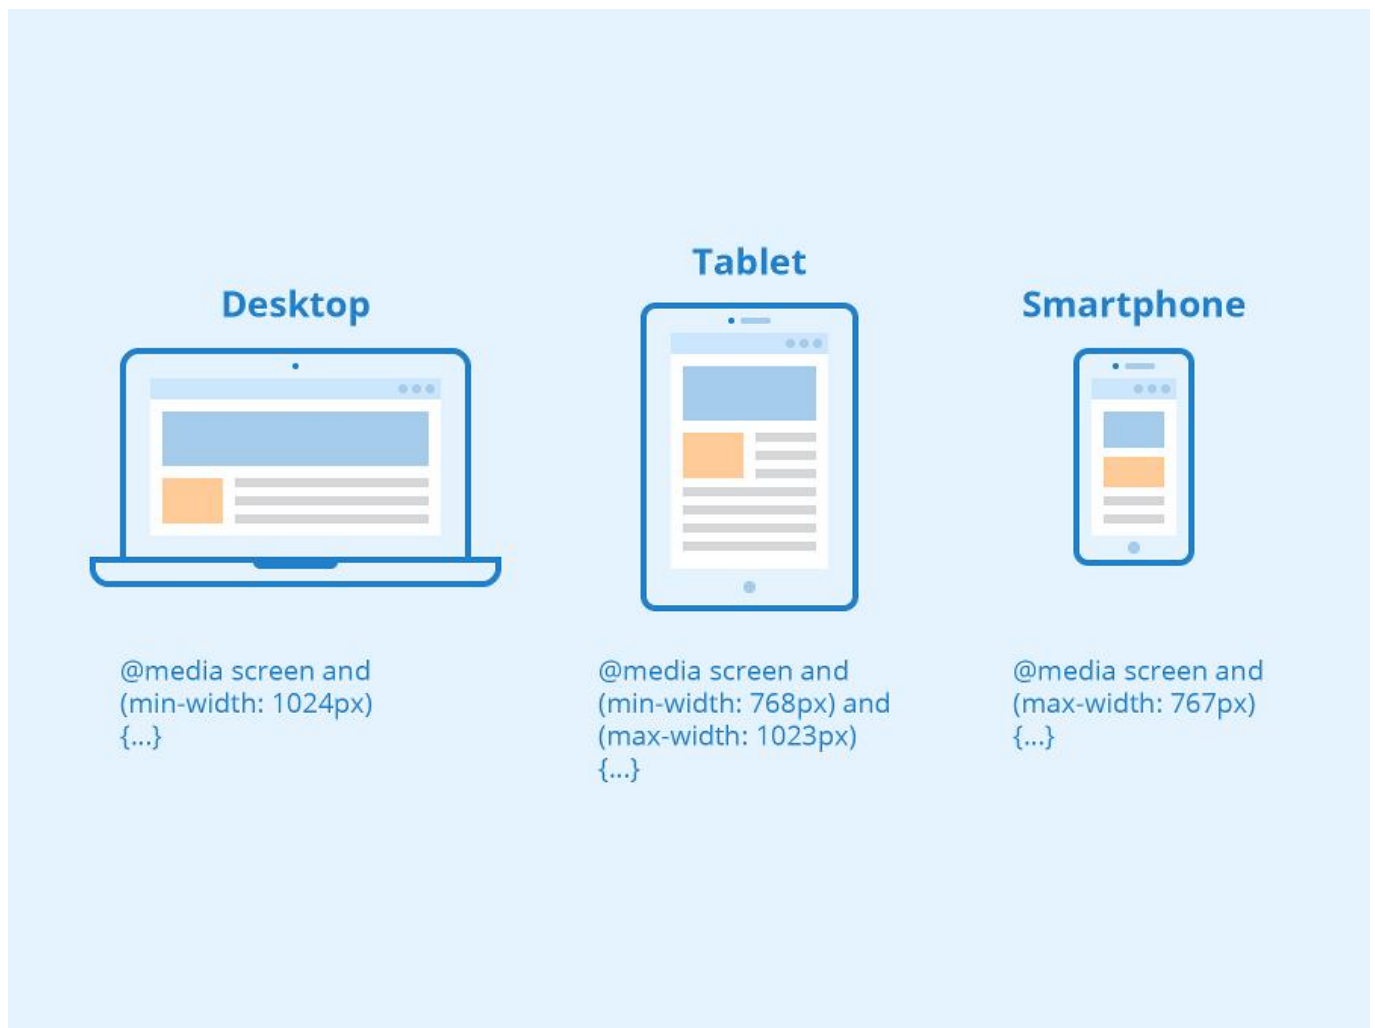 Desktop
@media screen and
(min-width: 1024px)
{...}
Tablet
@media screen and
(min-width: 768px) and
(max-width: 1023px)
{...}
Smartphone
@media screen and
(max-width: 767px)
{...}